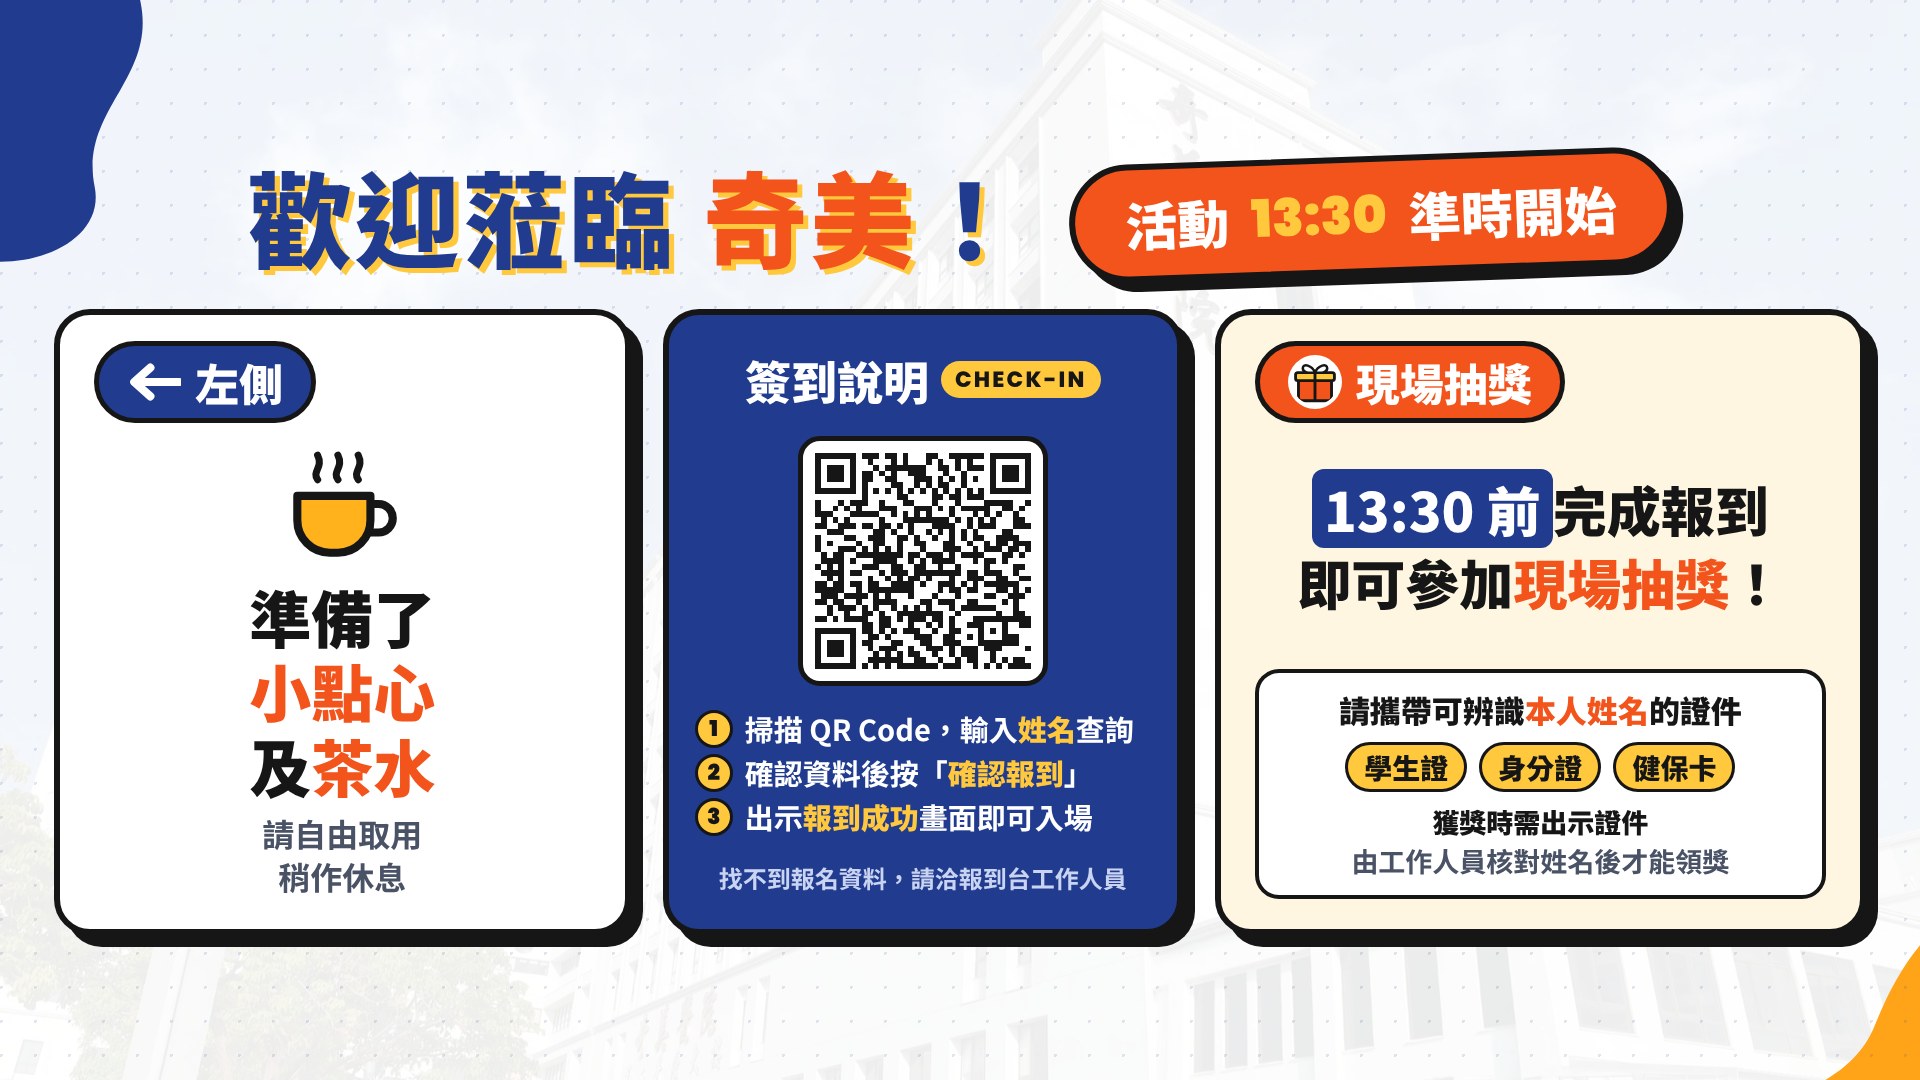 歡迎蒞臨 奇美！
活動 13:30 準時開始
左側
準備了
小點心
及茶水
請自由取用
稍作休息
簽到說明 CHECK-IN
1 掃描 QR Code，輸入姓名查詢
2 確認資料後按「確認報到」
3 出示報到成功畫面即可入場
找不到報名資料，請洽報到台工作人員
現場抽獎
13:30 前完成報到
即可參加現場抽獎！
請攜帶可辨識本人姓名的證件
學生證 身分證 健保卡
獲獎時需出示證件
由工作人員核對姓名後才能領獎